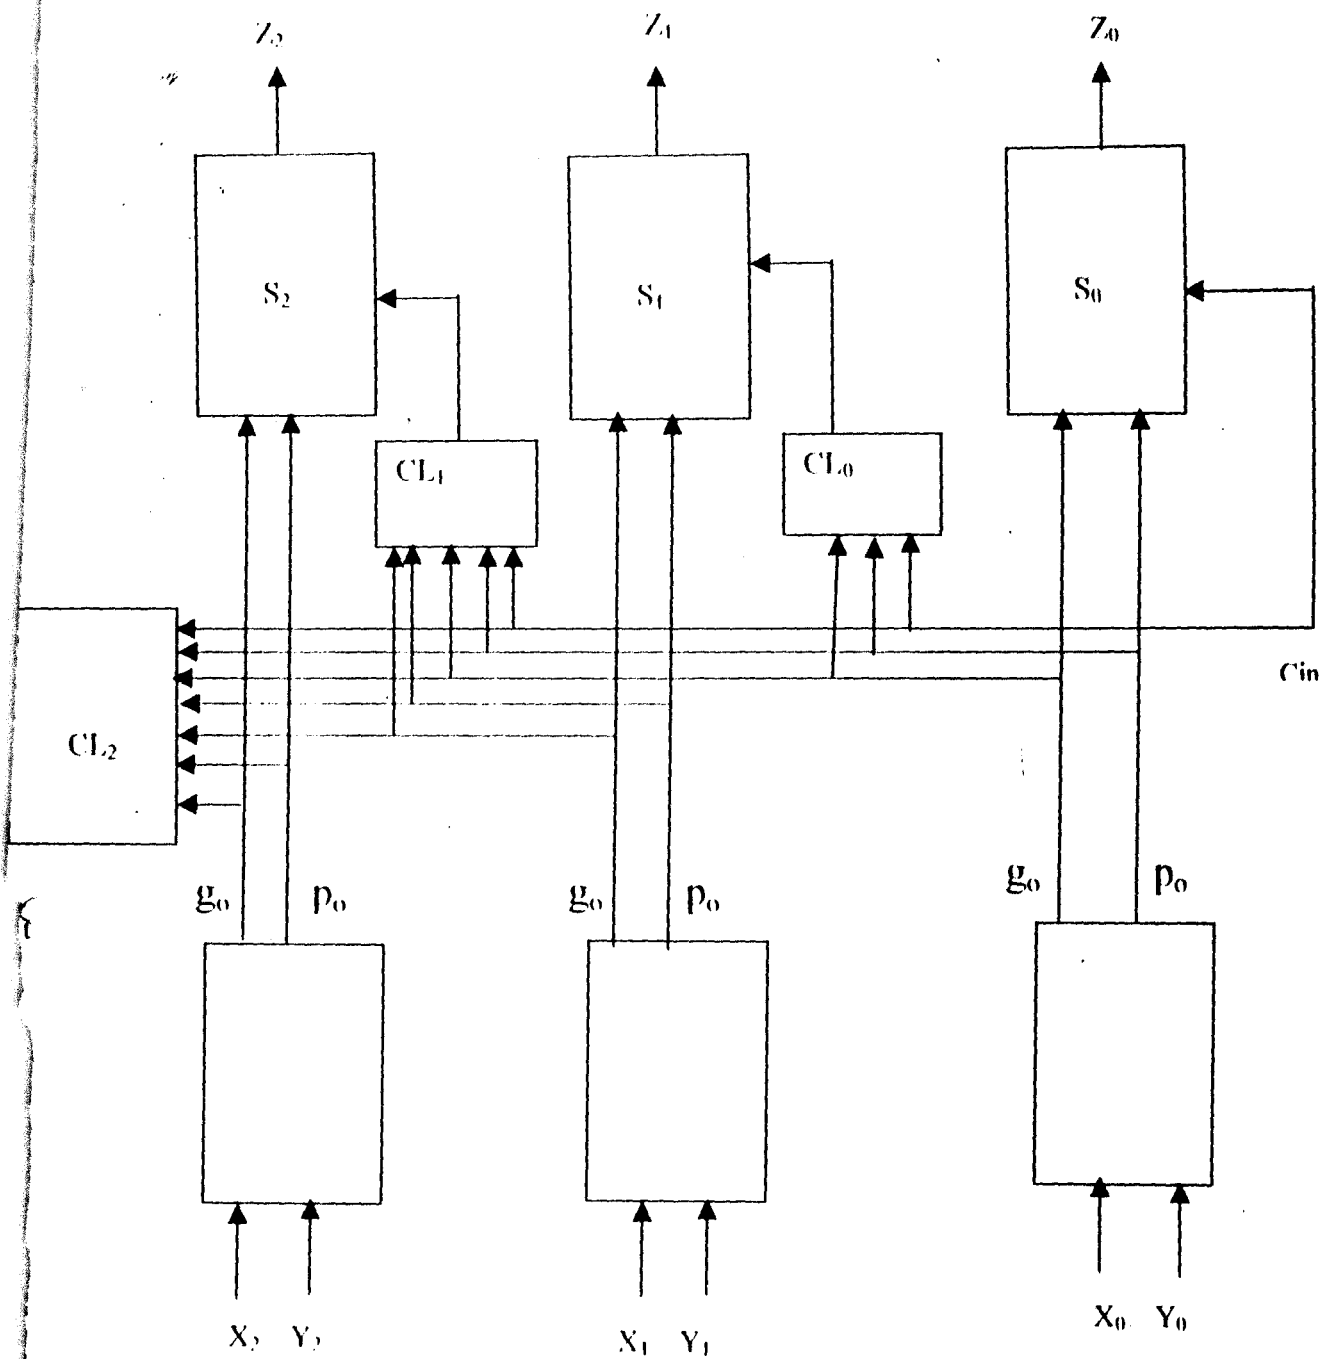 Z₂ Z₁ Z₀
S₂ S₁ S₀
CL₁ CL₀
Cin
CL₂
g₀ p₀ g₀ p₀ g₀ p₀
X₂ Y₂ X₁ Y₁ X₀ Y₀